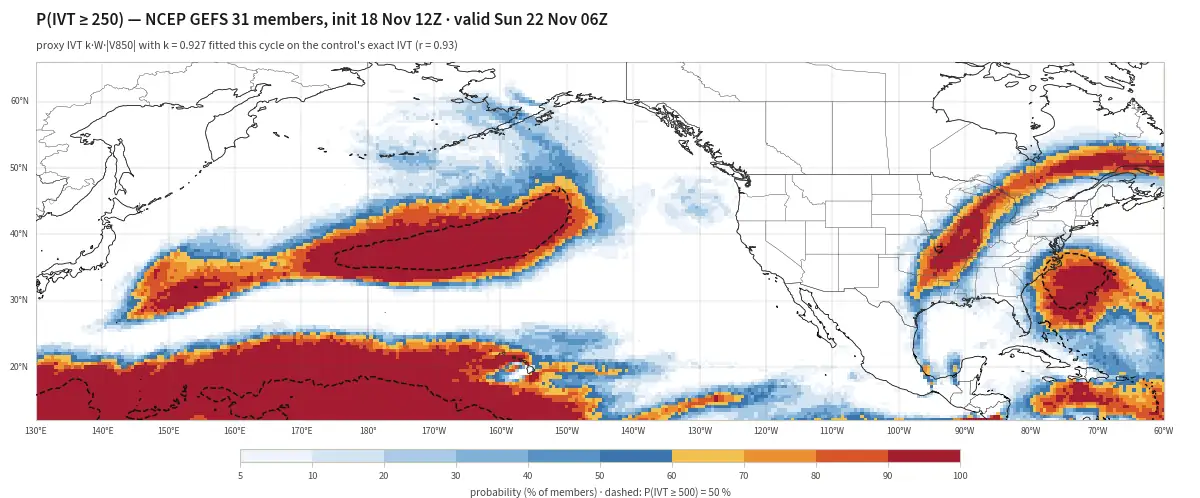 P(IVT ≥ 250) — NCEP GEFS 31 members, init 18 Nov 12Z · valid Sun 22 Nov 06Z
proxy IVT k·W·|V850| with k = 0.927 fitted this cycle on the control's exact IVT (r = 0.93)
60°N
50°N
40°N
30°N
20°N
130°E 140°E 150°E 160°E 170°E 180° 170°W 160°W 150°W 140°W 130°W 120°W 110°W 100°W 90°W 80°W 70°W 60°W
5 10 20 30 40 50 60 70 80 90 100
probability (% of members) · dashed: P(IVT ≥ 500) = 50 %